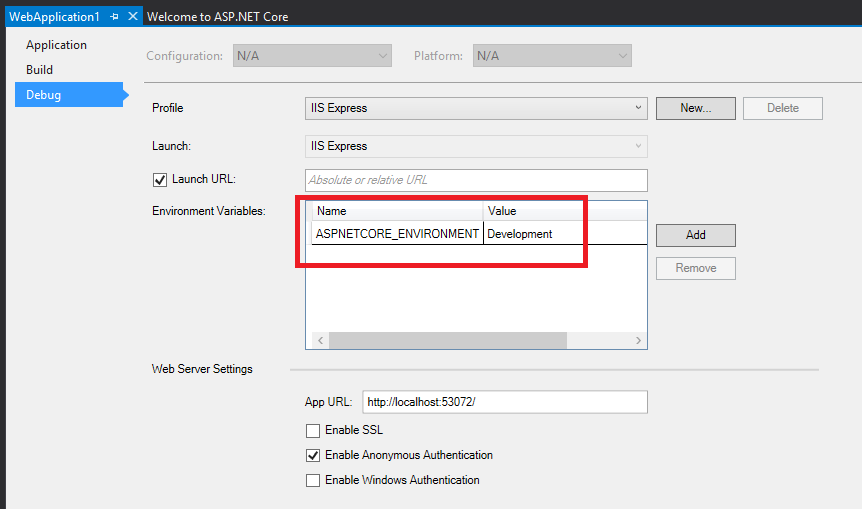 WebApplication1 Welcome to ASP.NET Core
Application
Build
Debug
Configuration: N/A Platform: N/A
Profile IIS Express New... Delete
Launch: IIS Express
Launch URL: Absolute or relative URL
Environment Variables: Name Value
ASPNETCORE_ENVIRONMENT Development Add
Remove
Web Server Settings
App URL: http://localhost:53072/
Enable SSL
Enable Anonymous Authentication
Enable Windows Authentication